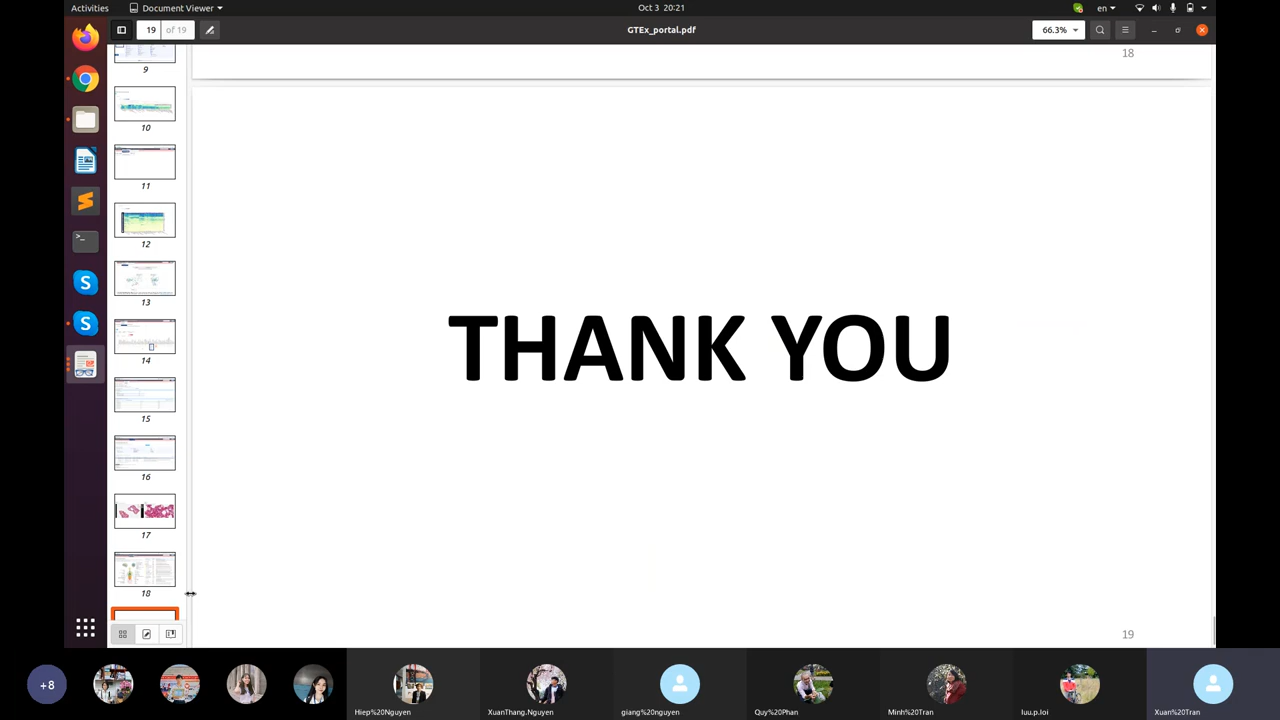 Activities
Document Viewer
Oct 3 20:21
en
19 of 19
GTEx_portal.pdf
66.3%
9
10
11
12
13
14
15
16
17
18
18
THANK YOU
19
+8
Hiep%20Nguyen
XuanThang.Nguyen
giang%20nguyen
Quy%20Phan
Minh%20Tran
luu.p.loi
Xuan%20Tran